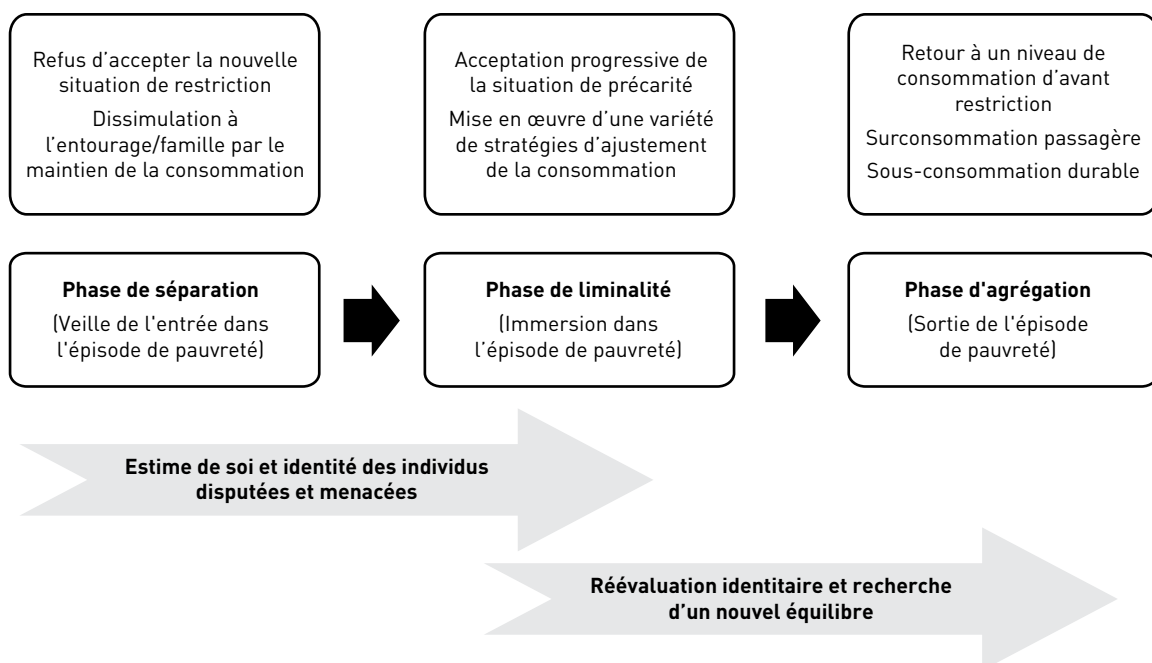 Refus d’accepter la nouvelle
situation de restriction
Dissimulation à
l’entourage/famille par le
maintien de la consommation
Acceptation progressive de
la situation de précarité
Mise en œuvre d’une variété
de stratégies d’ajustement
de la consommation
Retour à un niveau de
consommation d’avant
restriction
Surconsommation passagère
Sous-consommation durable
Phase de séparation
(Veille de l'entrée dans
l'épisode de pauvreté)
Phase de liminalité
(Immersion dans
l’épisode de pauvreté)
Phase d'agrégation
(Sortie de l'épisode
de pauvreté)
Estime de soi et identité des individus
disputées et menacées
Réévaluation identitaire et recherche
d’un nouvel équilibre